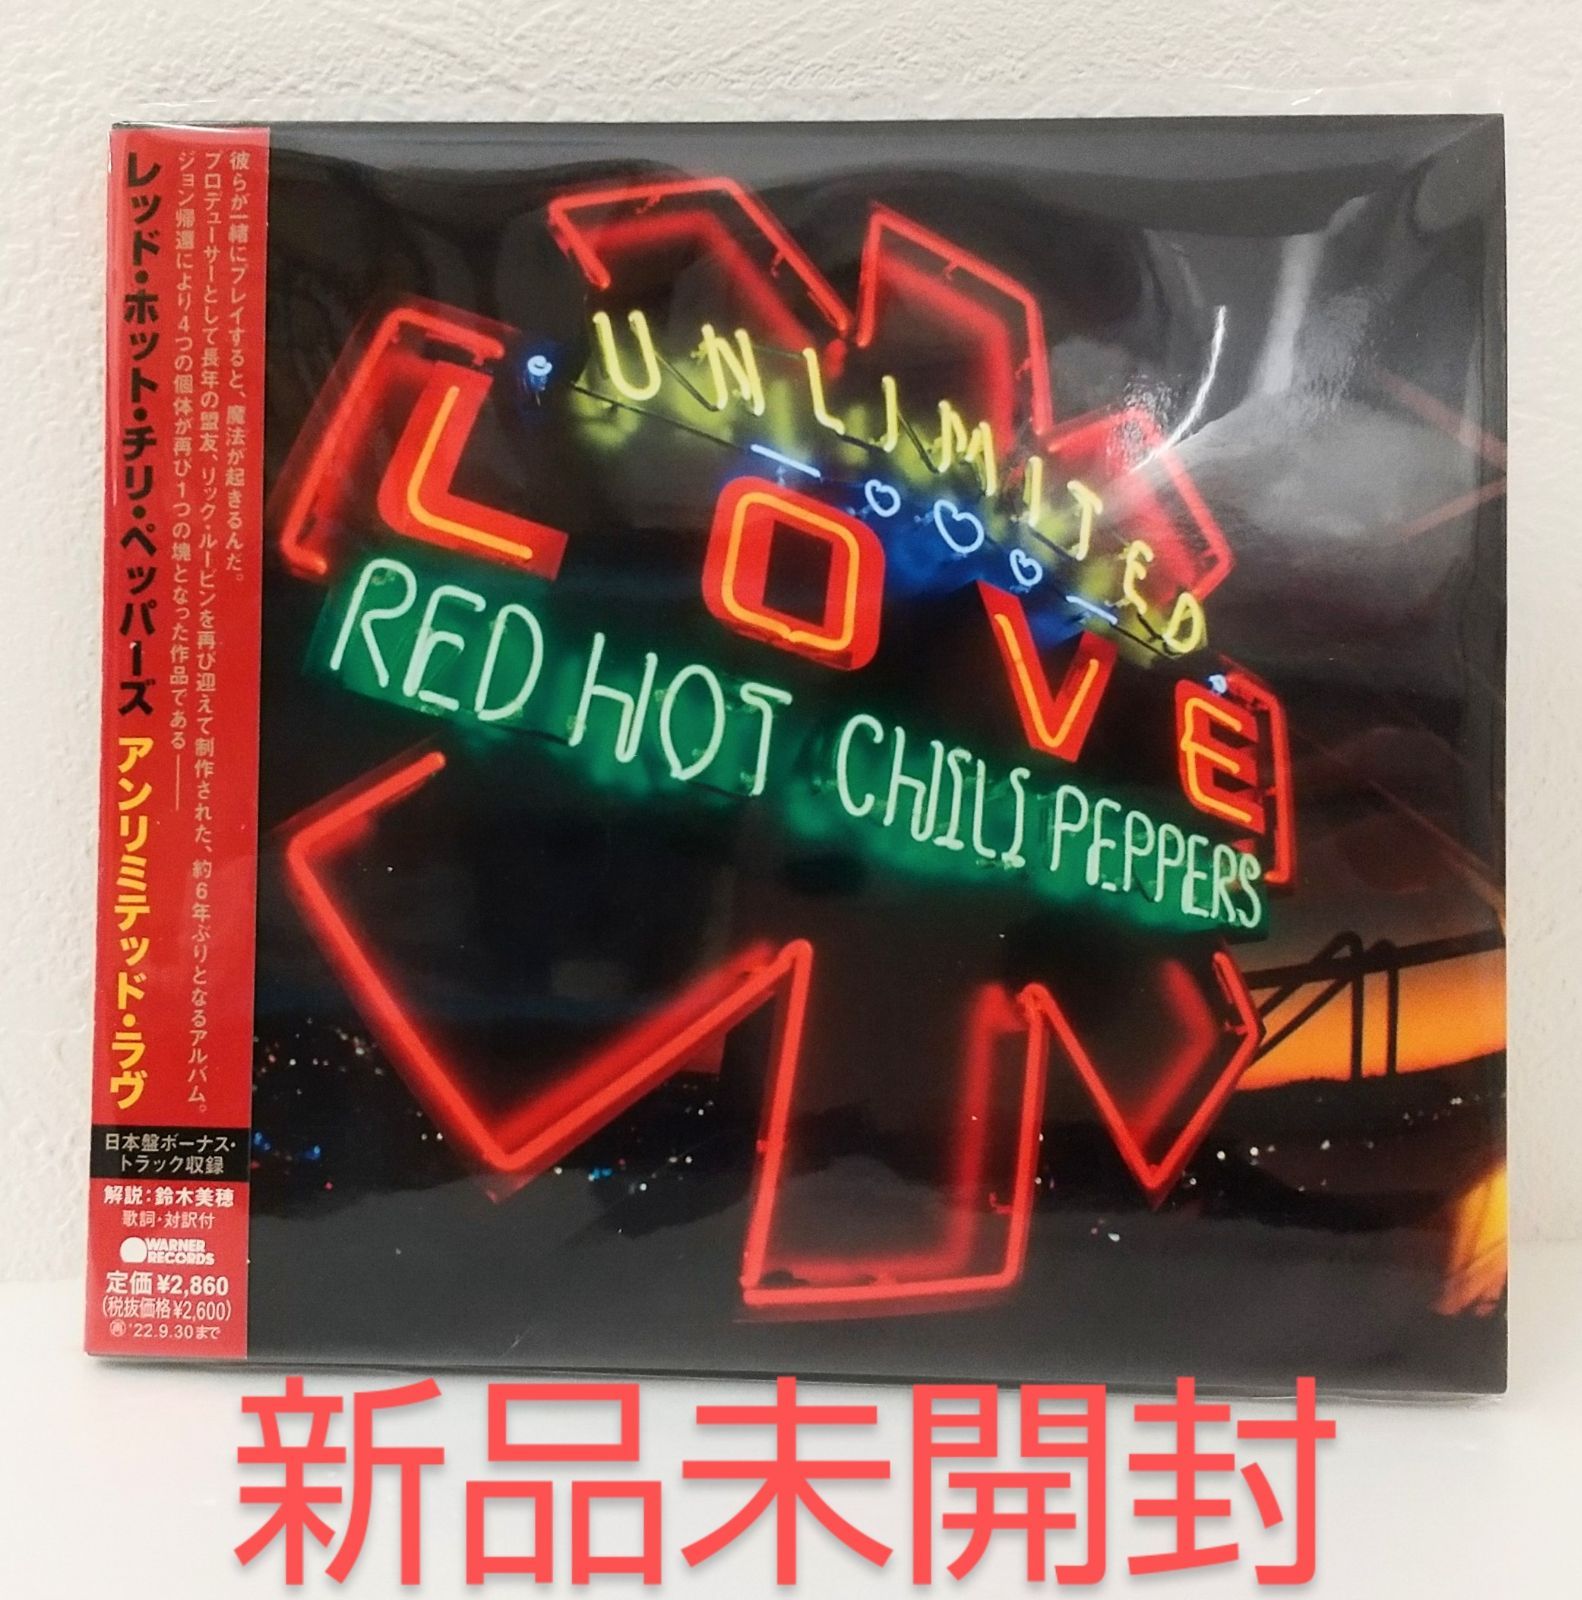 彼らが一緒にプレイすると、魔法が起きるんだ。
プロデューサーとして長年の盟友、リック・ルービンを再び迎えて制作された、約6年ぶりとなるアルバム。
ジョン帰還により4つの個体が再び1つの塊となった作品である――
レッド・ホット・チリ・ペッパーズ アンリミテッド・ラヴ
日本盤ボーナス・
トラック収録
解説：鈴木美穂
歌詞・対訳付
WARNER
RECORDS
定価¥2,860
(税抜価格¥2,600)
再 '22.9.30まで
UNLIMITED
LOVE
RED HOT CHILI PEPPERS
新品未開封